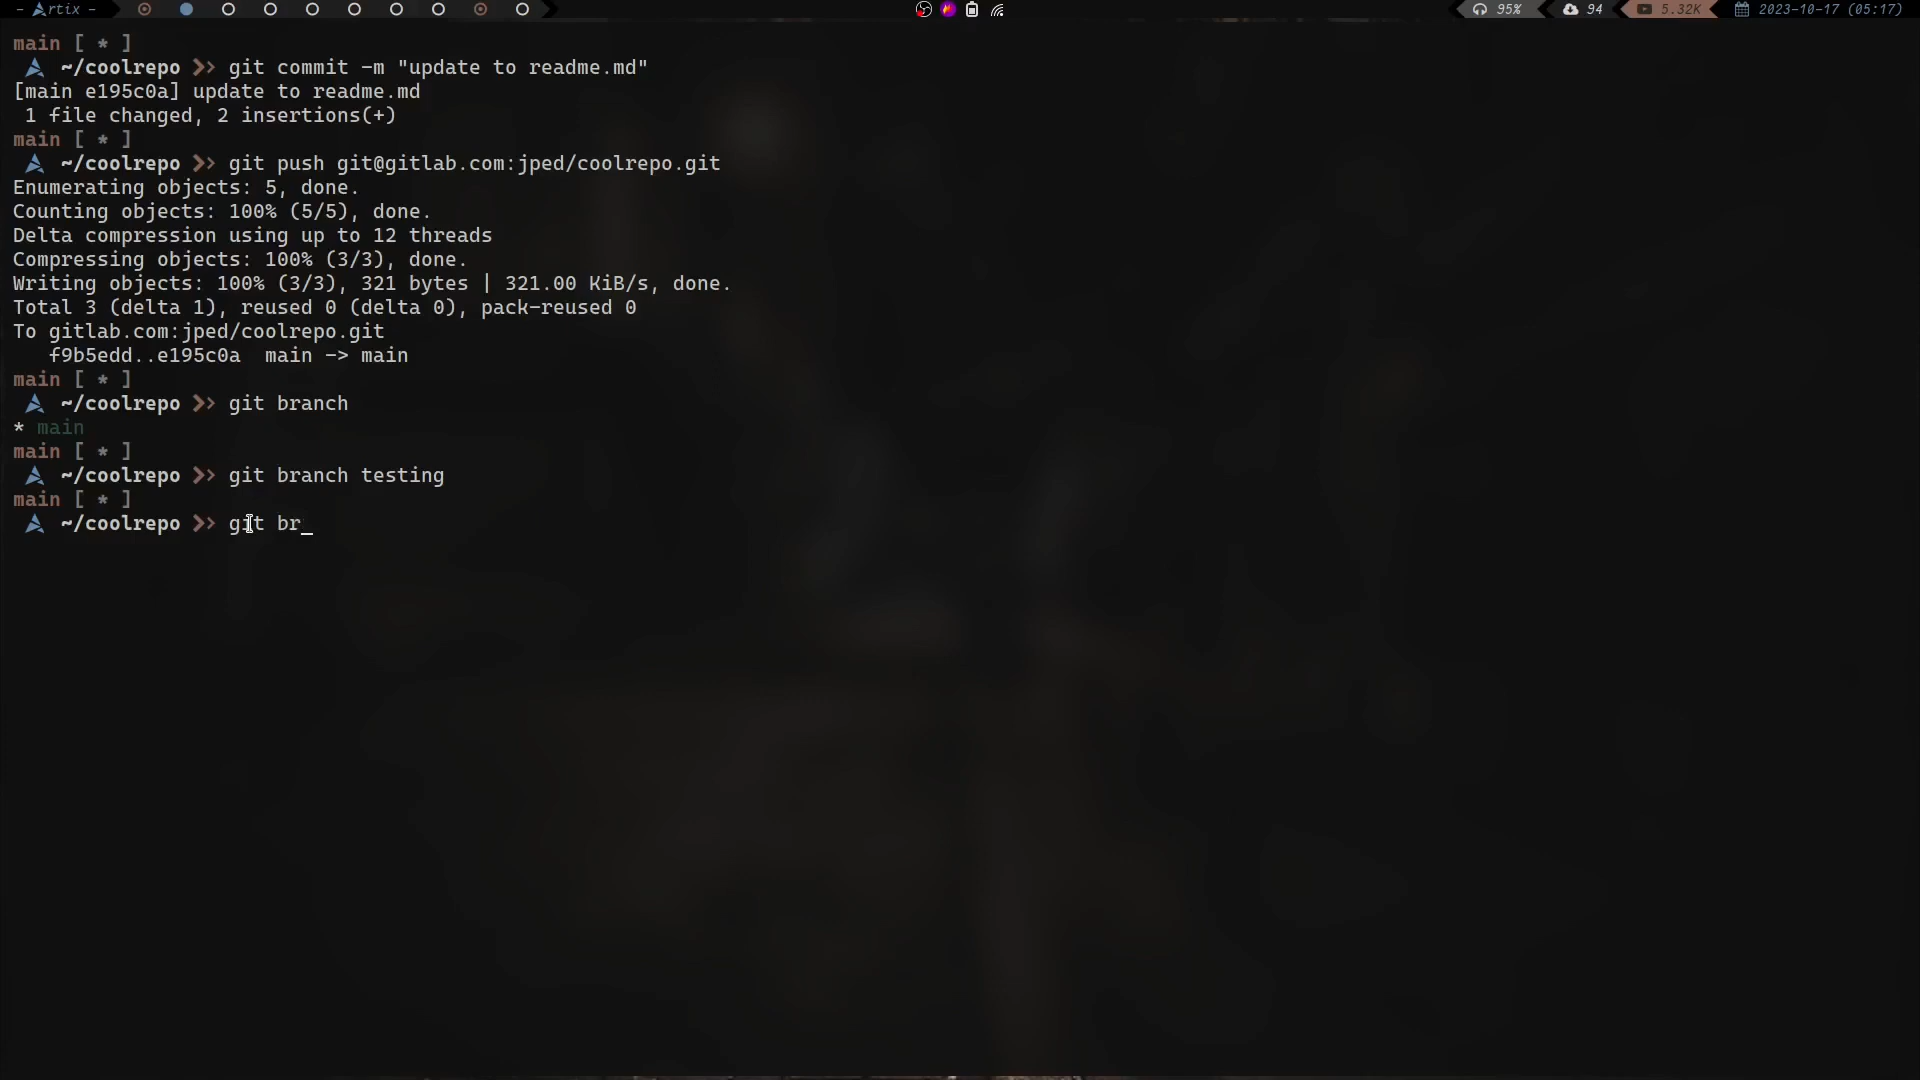 – Artix –
95%
94
5.32K
2023-10-17 (05:17)
main [ * ]
~/coolrepo git commit -m "update to readme.md"
[main e195c0a] update to readme.md
1 file changed, 2 insertions(+)
main [ * ]
~/coolrepo git push git@gitlab.com:jped/coolrepo.git
Enumerating objects: 5, done.
Counting objects: 100% (5/5), done.
Delta compression using up to 12 threads
Compressing objects: 100% (3/3), done.
Writing objects: 100% (3/3), 321 bytes | 321.00 KiB/s, done.
Total 3 (delta 1), reused 0 (delta 0), pack-reused 0
To gitlab.com:jped/coolrepo.git
f9b5edd..e195c0a main -> main
main [ * ]
~/coolrepo git branch
* main
main [ * ]
~/coolrepo git branch testing
main [ * ]
~/coolrepo git br_